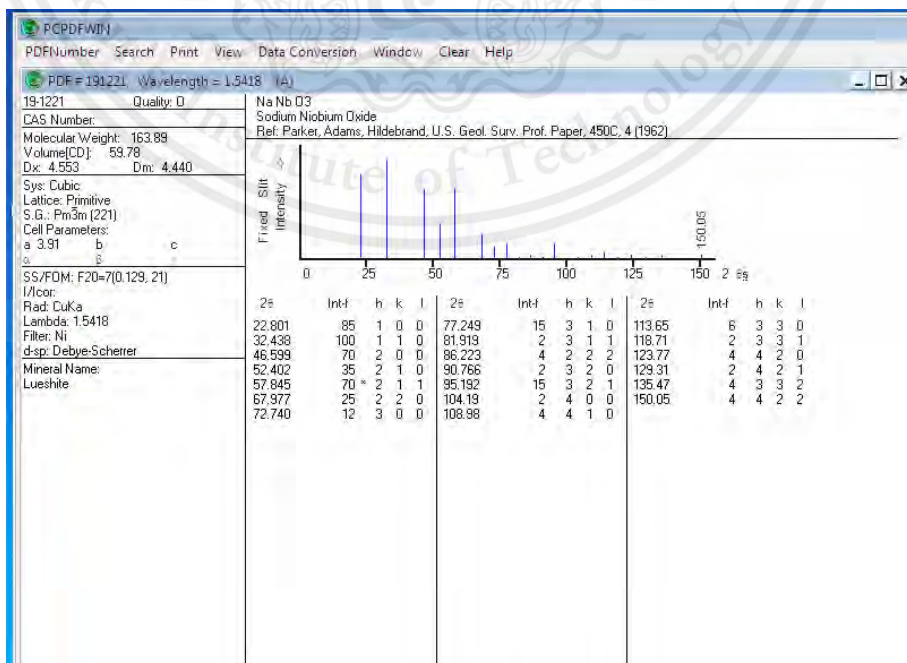 Institute of Technology
PCPDFWIN
PDFNumber Search Print View Data Conversion Window Clear Help
PDF = 191221 Wavelength = 1.5418 (A)
19-1221 Quality: O
CAS Number:
Molecular Weight: 163.89
Volume[CD]: 59.78
Dx: 4.553 Dm: 4.440
Sys: Cubic
Lattice: Primitive
S.G.: Pm3̅m (221)
Cell Parameters:
a 3.91 b c
α β
SS/FOM: F20=7(0.129, 21)
I/Icor:
Rad: CuKa
Lambda: 1.5418
Filter: Ni
d-sp: Debye-Scherrer
Mineral Name:
Lueshite
Na Nb O3
Sodium Niobium Oxide
Ref: Parker, Adams, Hildebrand, U.S. Geol. Surv. Prof. Paper, 450C, 4 (1962)
Fixed Slit
Intensity
150.05
0 25 50 75 100 125 150 2 θ°
2θ Int-f h k l
22.801 85 1 0 0
32.438 100 1 1 0
46.599 70 2 0 0
52.402 35 2 1 0
57.845 70 * 2 1 1
67.977 25 2 2 0
72.740 12 3 0 0
2θ Int-f h k l
77.249 15 3 1 0
81.919 2 3 1 1
86.223 4 2 2 2
90.766 2 3 2 0
95.192 15 3 2 1
104.19 2 4 0 0
108.98 4 4 1 0
2θ Int-f h k l
113.65 6 3 3 0
118.71 2 3 3 1
123.77 4 4 2 0
129.31 2 4 2 1
135.47 4 3 3 2
150.05 4 4 2 2